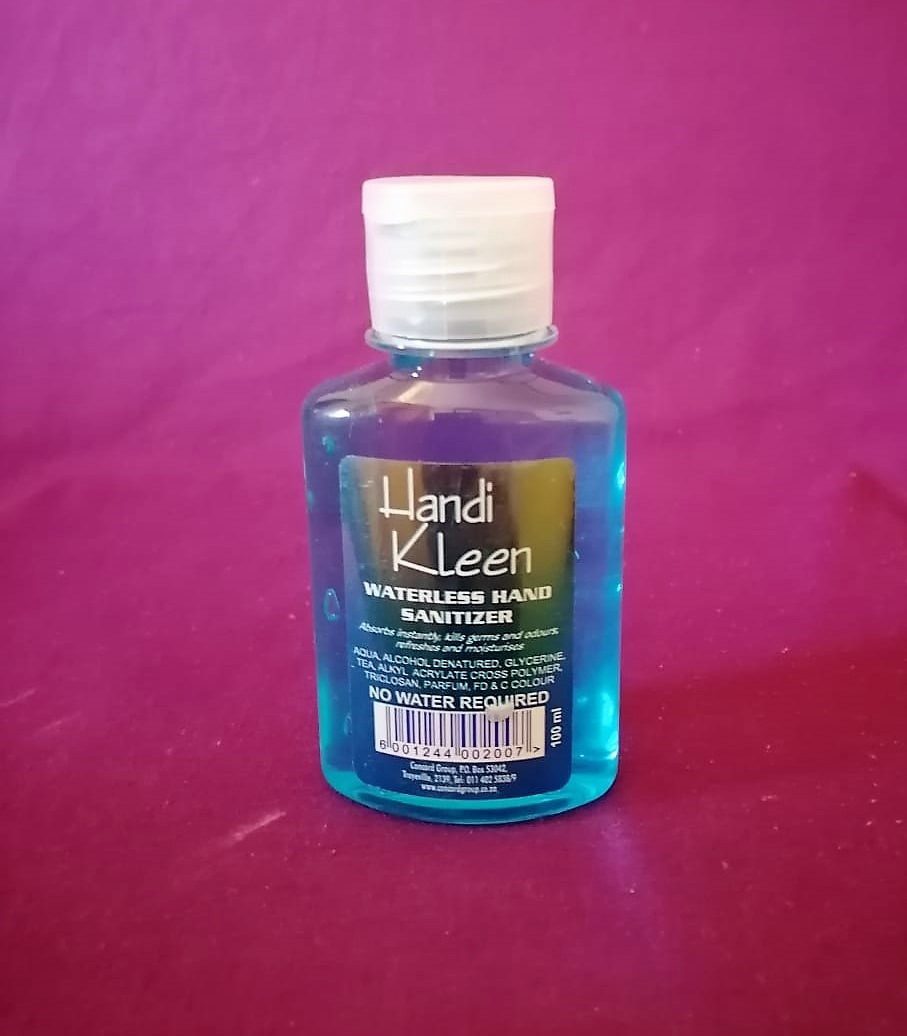 Handi
Kleen
WATERLESS HAND
SANITIZER
Absorbs instantly, kills germs and odours,
refreshes and moisturises
AQUA, ALCOHOL DENATURED, GLYCERINE,
TEA, ALKYL ACRYLATE CROSS POLYMER,
TRICLOSAN, PARFUM, FD & C COLOUR
NO WATER REQUIRED
6 001244 002007 >
100 ml
Concord Group, P.O. Box 53042,
Troyeville, 2139, Tel: 011 402 5838/9
www.concordgroup.co.za